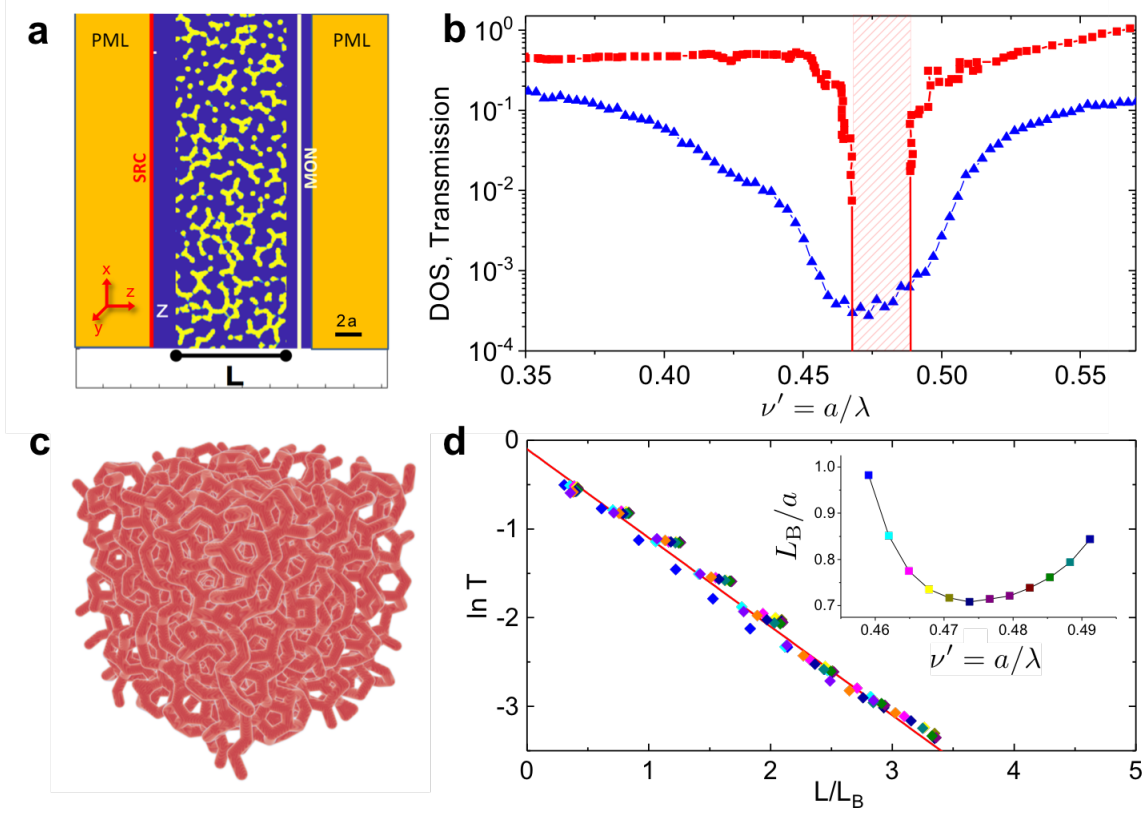 a
PML
PML
SRC
MON
x
z
y
Z
2a
L
b
DOS, Transmission
10⁰
10⁻¹
10⁻²
10⁻³
10⁻⁴
0.35
0.40
0.45
0.50
0.55
ν′ = a/λ
c
d
ln T
0
-1
-2
-3
0
1
2
3
4
5
L/L_B
L_B/a
1.0
0.9
0.8
0.7
0.46
0.47
0.48
0.49
ν′ = a/λ